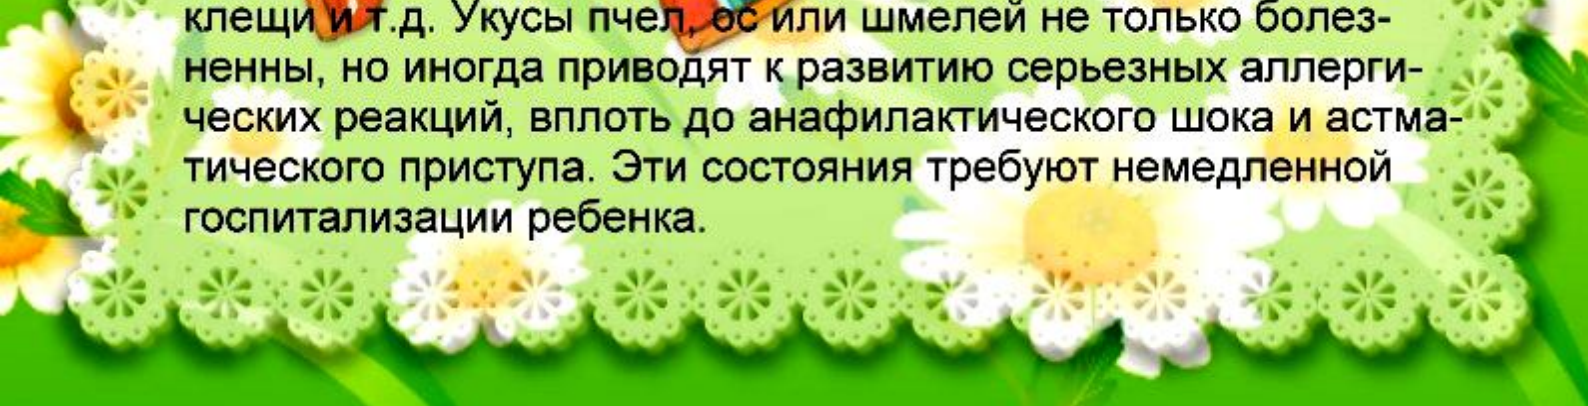 клещи и т.д. Укусы пчел, ос или шмелей не только болез-
ненны, но иногда приводят к развитию серьезных аллерги-
ческих реакций, вплоть до анафилактического шока и астма-
тического приступа. Эти состояния требуют немедленной
госпитализации ребенка.